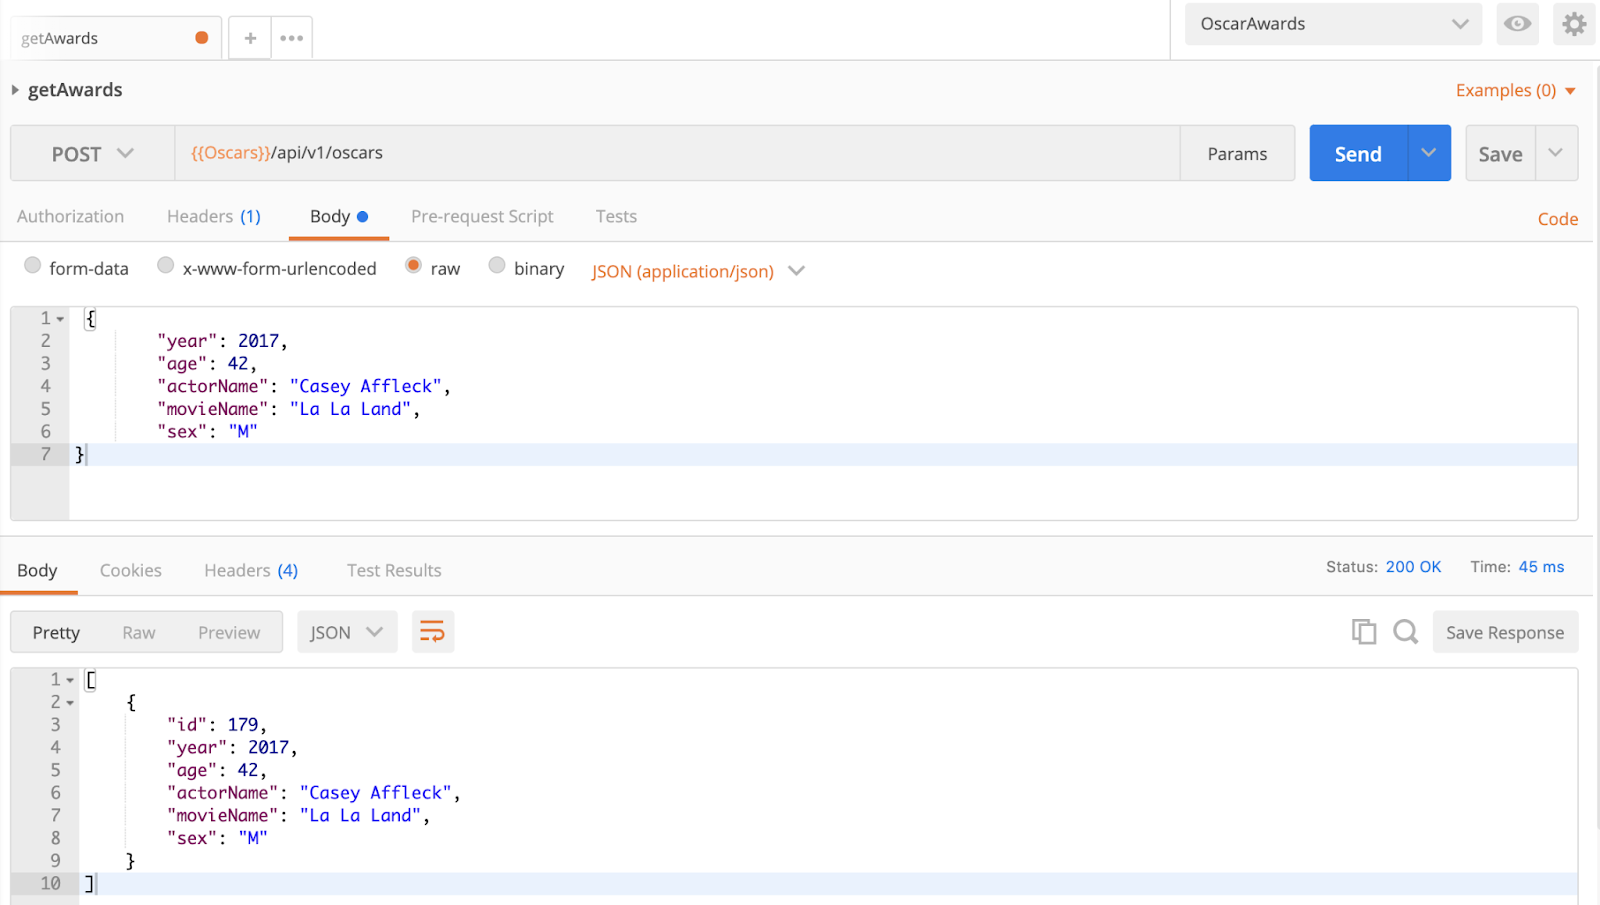 getAwards
+
OscarAwards
getAwards
Examples (0)
POST
{{Oscars}}/api/v1/oscars
Params
Send
Save
Authorization
Headers (1)
Body
Pre-request Script
Tests
Code
form-data
x-www-form-urlencoded
raw
binary
JSON (application/json)
1 {
2 "year": 2017,
3 "age": 42,
4 "actorName": "Casey Affleck",
5 "movieName": "La La Land",
6 "sex": "M"
7 }
Body
Cookies
Headers (4)
Test Results
Status: 200 OK
Time: 45 ms
Pretty
Raw
Preview
JSON
Save Response
1 [
2 {
3 "id": 179,
4 "year": 2017,
5 "age": 42,
6 "actorName": "Casey Affleck",
7 "movieName": "La La Land",
8 "sex": "M"
9 }
10 ]